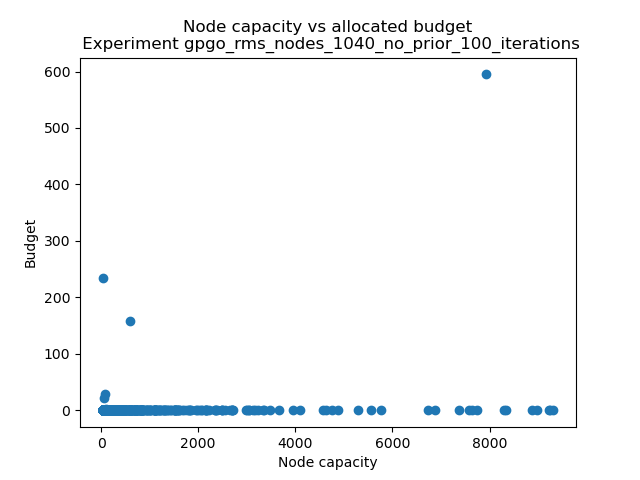 Node capacity vs allocated budget
Experiment gpgo_rms_nodes_1040_no_prior_100_iterations
600
500
400
300
200
100
0
Budget
0 2000 4000 6000 8000
Node capacity